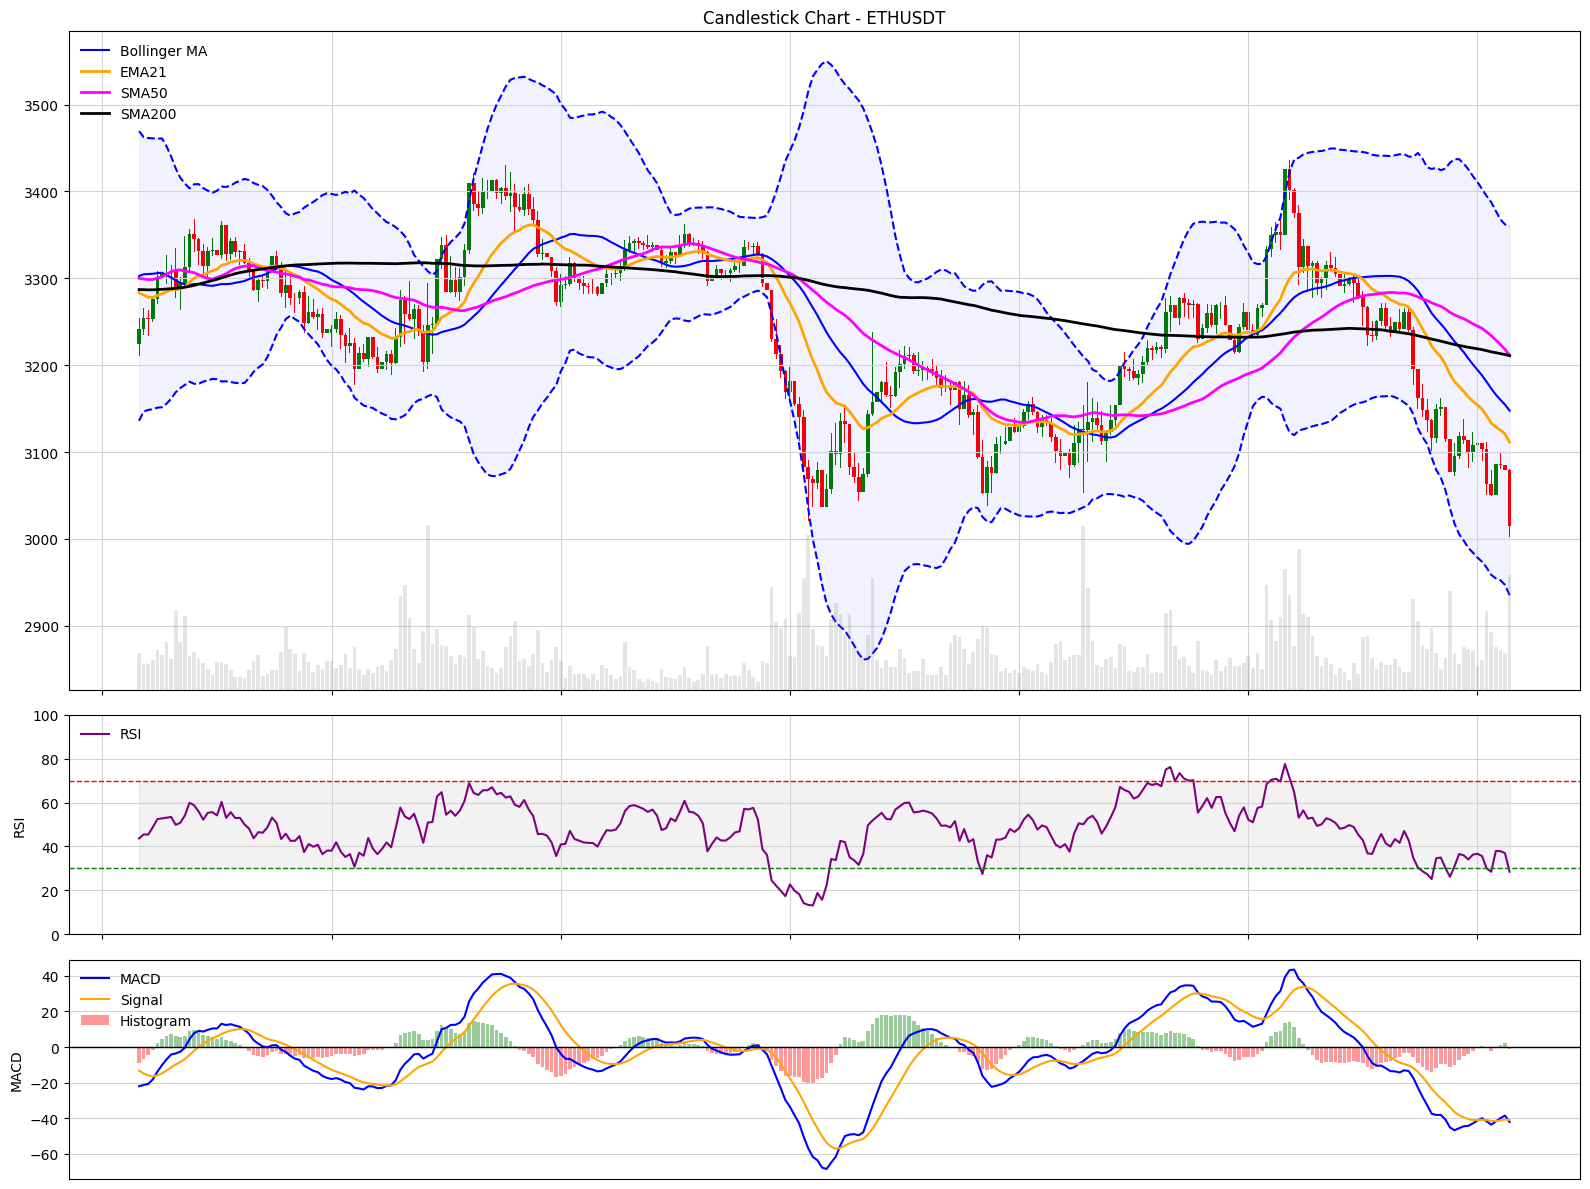 Candlestick Chart - ETHUSDT
Bollinger MA
EMA21
SMA50
SMA200
3500
3400
3300
3200
3100
3000
2900
RSI
100
80
60
40
20
0
RSI
MACD
Signal
Histogram
40
20
0
−20
−40
−60
MACD